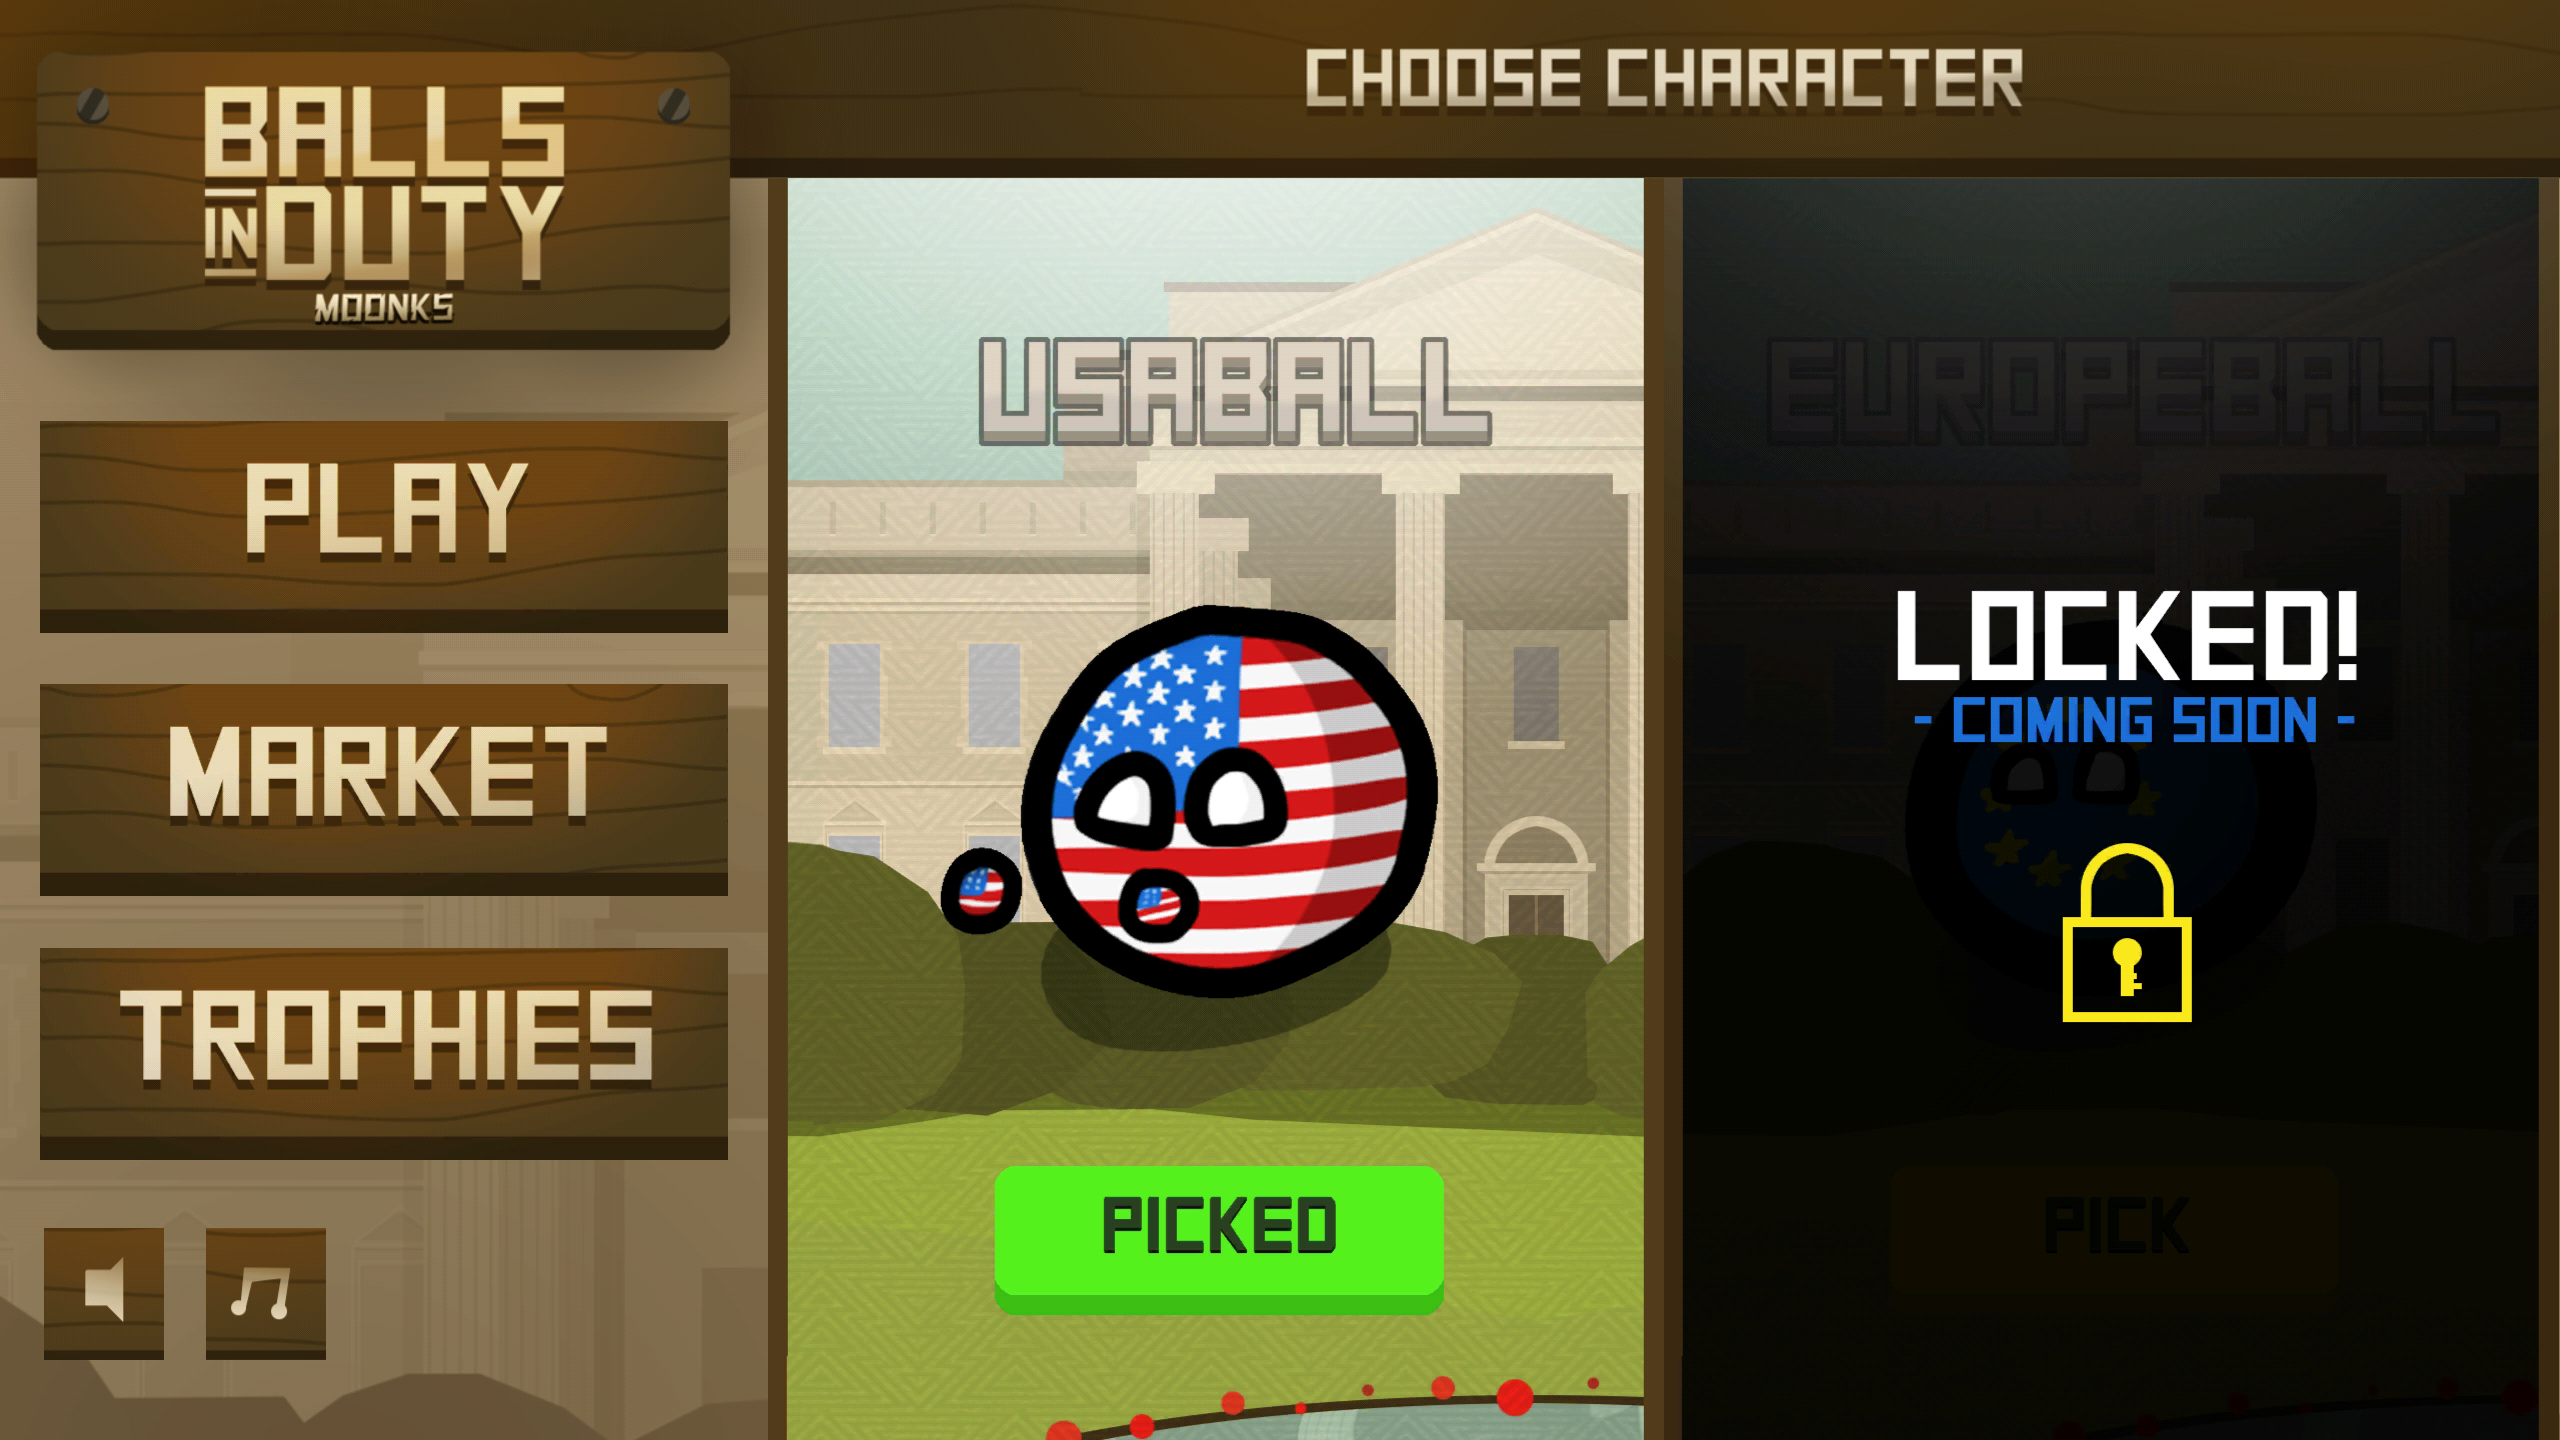 BALLS
IN DUTY
MOONKS
CHOOSE CHARACTER
PLAY
MARKET
TROPHIES
USABALL
PICKED
EUROPEBALL
LOCKED!
- COMING SOON -
PICK